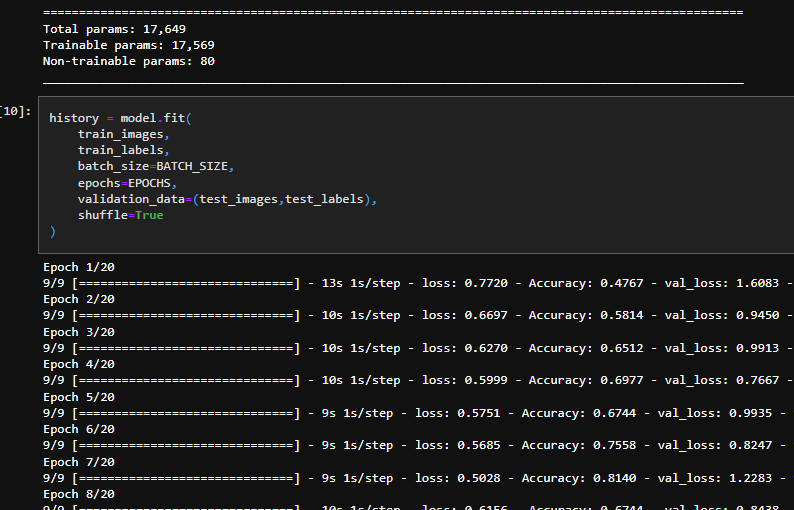 ====================================================================================================
Total params: 17,649
Trainable params: 17,569
Non-trainable params: 80
____________________________________________________________________________________________________
[10]:
history = model.fit(
    train_images,
    train_labels,
    batch_size=BATCH_SIZE,
    epochs=EPOCHS,
    validation_data=(test_images,test_labels),
    shuffle=True
)
Epoch 1/20
9/9 [==============================] - 13s 1s/step - loss: 0.7720 - Accuracy: 0.4767 - val_loss: 1.6083 -
Epoch 2/20
9/9 [==============================] - 10s 1s/step - loss: 0.6697 - Accuracy: 0.5814 - val_loss: 0.9450 -
Epoch 3/20
9/9 [==============================] - 10s 1s/step - loss: 0.6270 - Accuracy: 0.6512 - val_loss: 0.9913 -
Epoch 4/20
9/9 [==============================] - 10s 1s/step - loss: 0.5999 - Accuracy: 0.6977 - val_loss: 0.7667 -
Epoch 5/20
9/9 [==============================] - 9s 1s/step - loss: 0.5751 - Accuracy: 0.6744 - val_loss: 0.9935 -
Epoch 6/20
9/9 [==============================] - 9s 1s/step - loss: 0.5685 - Accuracy: 0.7558 - val_loss: 0.8247 -
Epoch 7/20
9/9 [==============================] - 9s 1s/step - loss: 0.5028 - Accuracy: 0.8140 - val_loss: 1.2283 -
Epoch 8/20
9/9 [==============================] - 10s 1s/step - loss: 0.6156 - Accuracy: 0.6744 - val_loss: 0.8438 -